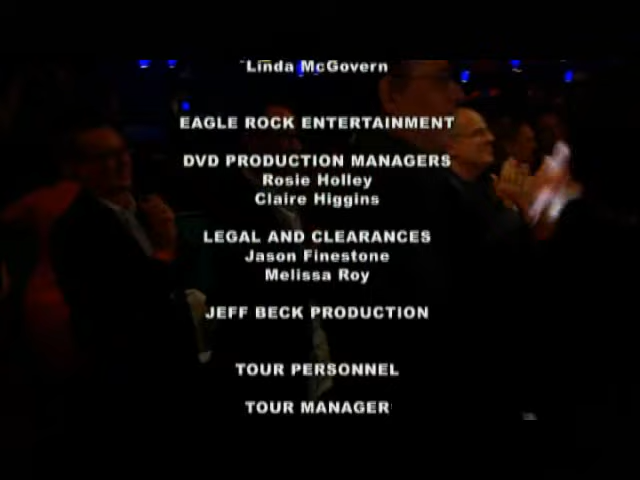 Linda McGovern
EAGLE ROCK ENTERTAINMENT
DVD PRODUCTION MANAGERS
Rosie Holley
Claire Higgins
LEGAL AND CLEARANCES
Jason Finestone
Melissa Roy
JEFF BECK PRODUCTION
TOUR PERSONNEL
TOUR MANAGER